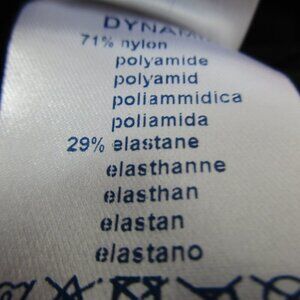 71% nylon
polyamide
polyamid
poliammidica
poliamida
29% elastane
elasthanne
elasthan
elastan
elastano